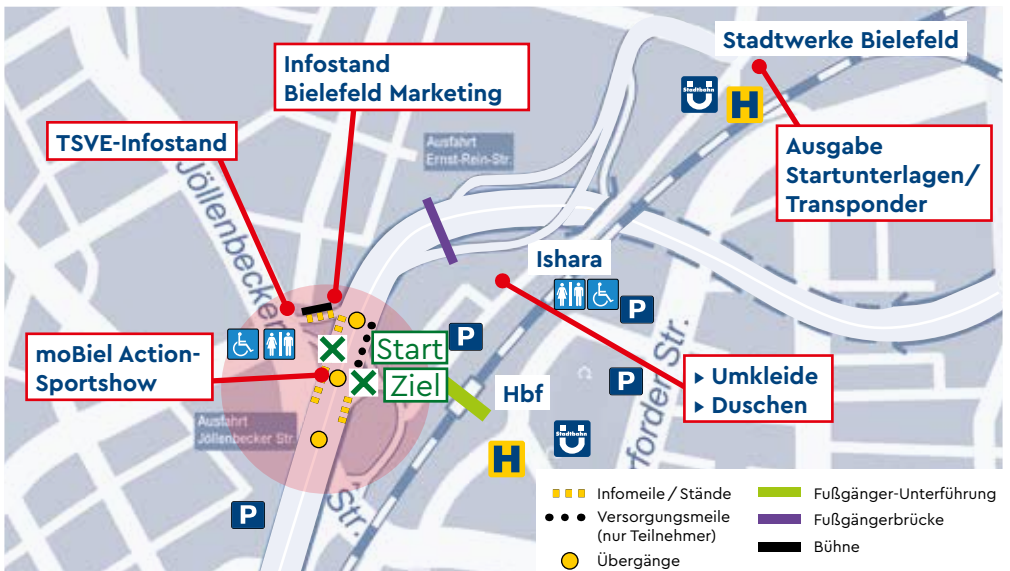 Stadtwerke Bielefeld
Stadtbahn
H
Infostand
Bielefeld Marketing
TSVE-Infostand
Ausfahrt
Ernst-Rein-Str.
Ausgabe
Startunterlagen/
Transponder
Jöllenbecker
Ishara
P
moBiel Action-
Sportshow
Start
P
Ziel
Hbf
P
▸ Umkleide
▸ Duschen
rforder Str.
Ausfahrt
Jöllenbecker Str.
Str.
Stadtbahn
H
P
Infomeile / Stände
Versorgungsmeile
(nur Teilnehmer)
Übergänge
Fußgänger-Unterführung
Fußgängerbrücke
Bühne